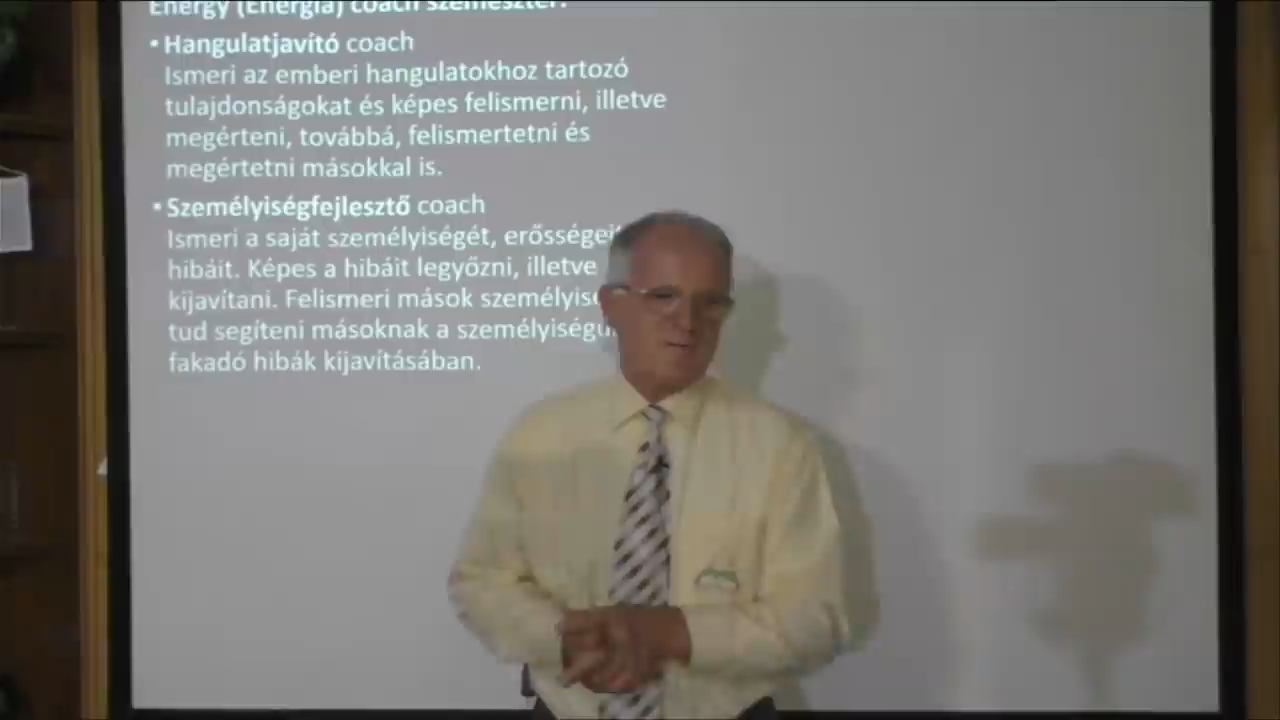 Energy (Energia) coach szemeszter:
▪ Hangulatjavító coach
Ismeri az emberi hangulatokhoz tartozó
tulajdonságokat és képes felismerni, illetve
megérteni, továbbá, felismertetni és
megértetni másokkal is.
▪ Személyiségfejlesztő coach
Ismeri a saját személyiségét,
hibáit. Képes a hibáit legyőzni, illetve
kijavítani. Felismeri mások
tud segíteni másoknak a
fakadó hibák kijavításában.